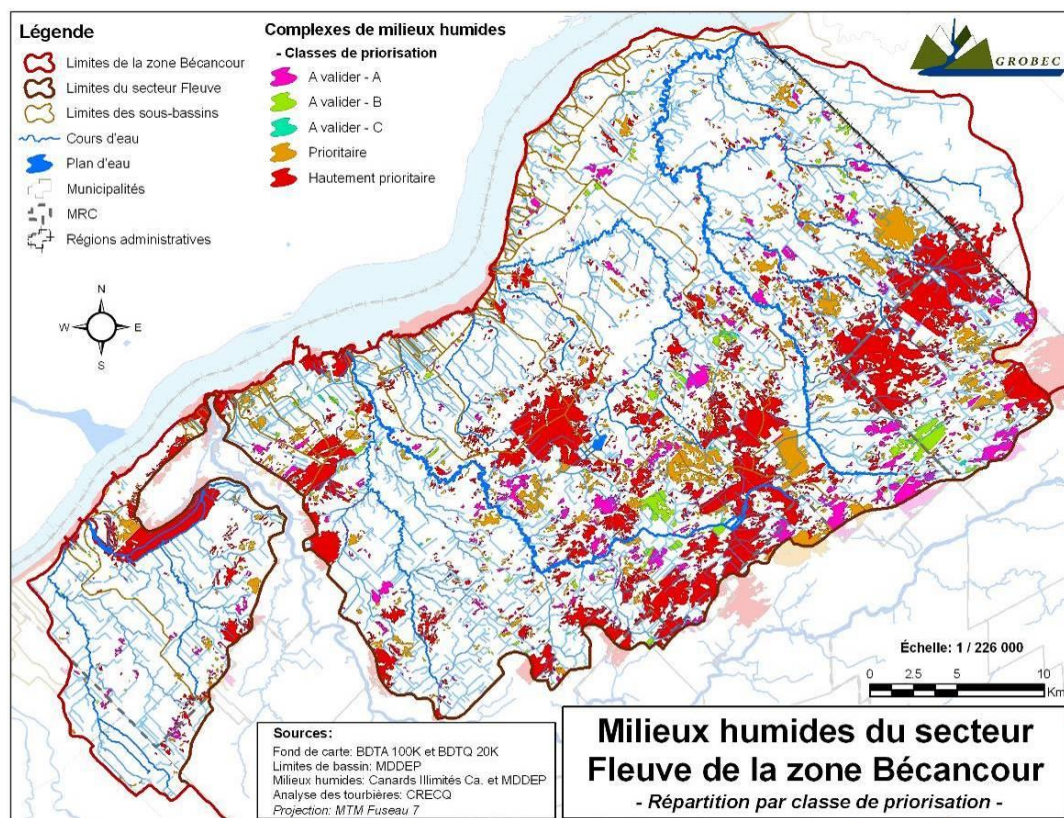 Légende
Limites de la zone Bécancour
Limites du secteur Fleuve
Limites des sous-bassins
Cours d'eau
Plan d'eau
Municipalités
MRC
Régions administratives
Complexes de milieux humides
- Classes de priorisation
A valider - A
A valider - B
A valider - C
Prioritaire
Hautement prioritaire
GROBEC
N
W
E
S
Échelle: 1 / 226 000
0 2.5 5 10
Km
Sources:
Fond de carte: BDTA 100K et BDTQ 20K
Limites de bassin: MDDEP
Milieux humides: Canards Illimités Ca. et MDDEP
Analyse des tourbières: CRECQ
Projection: MTM Fuseau 7
Milieux humides du secteur
Fleuve de la zone Bécancour
- Répartition par classe de priorisation -